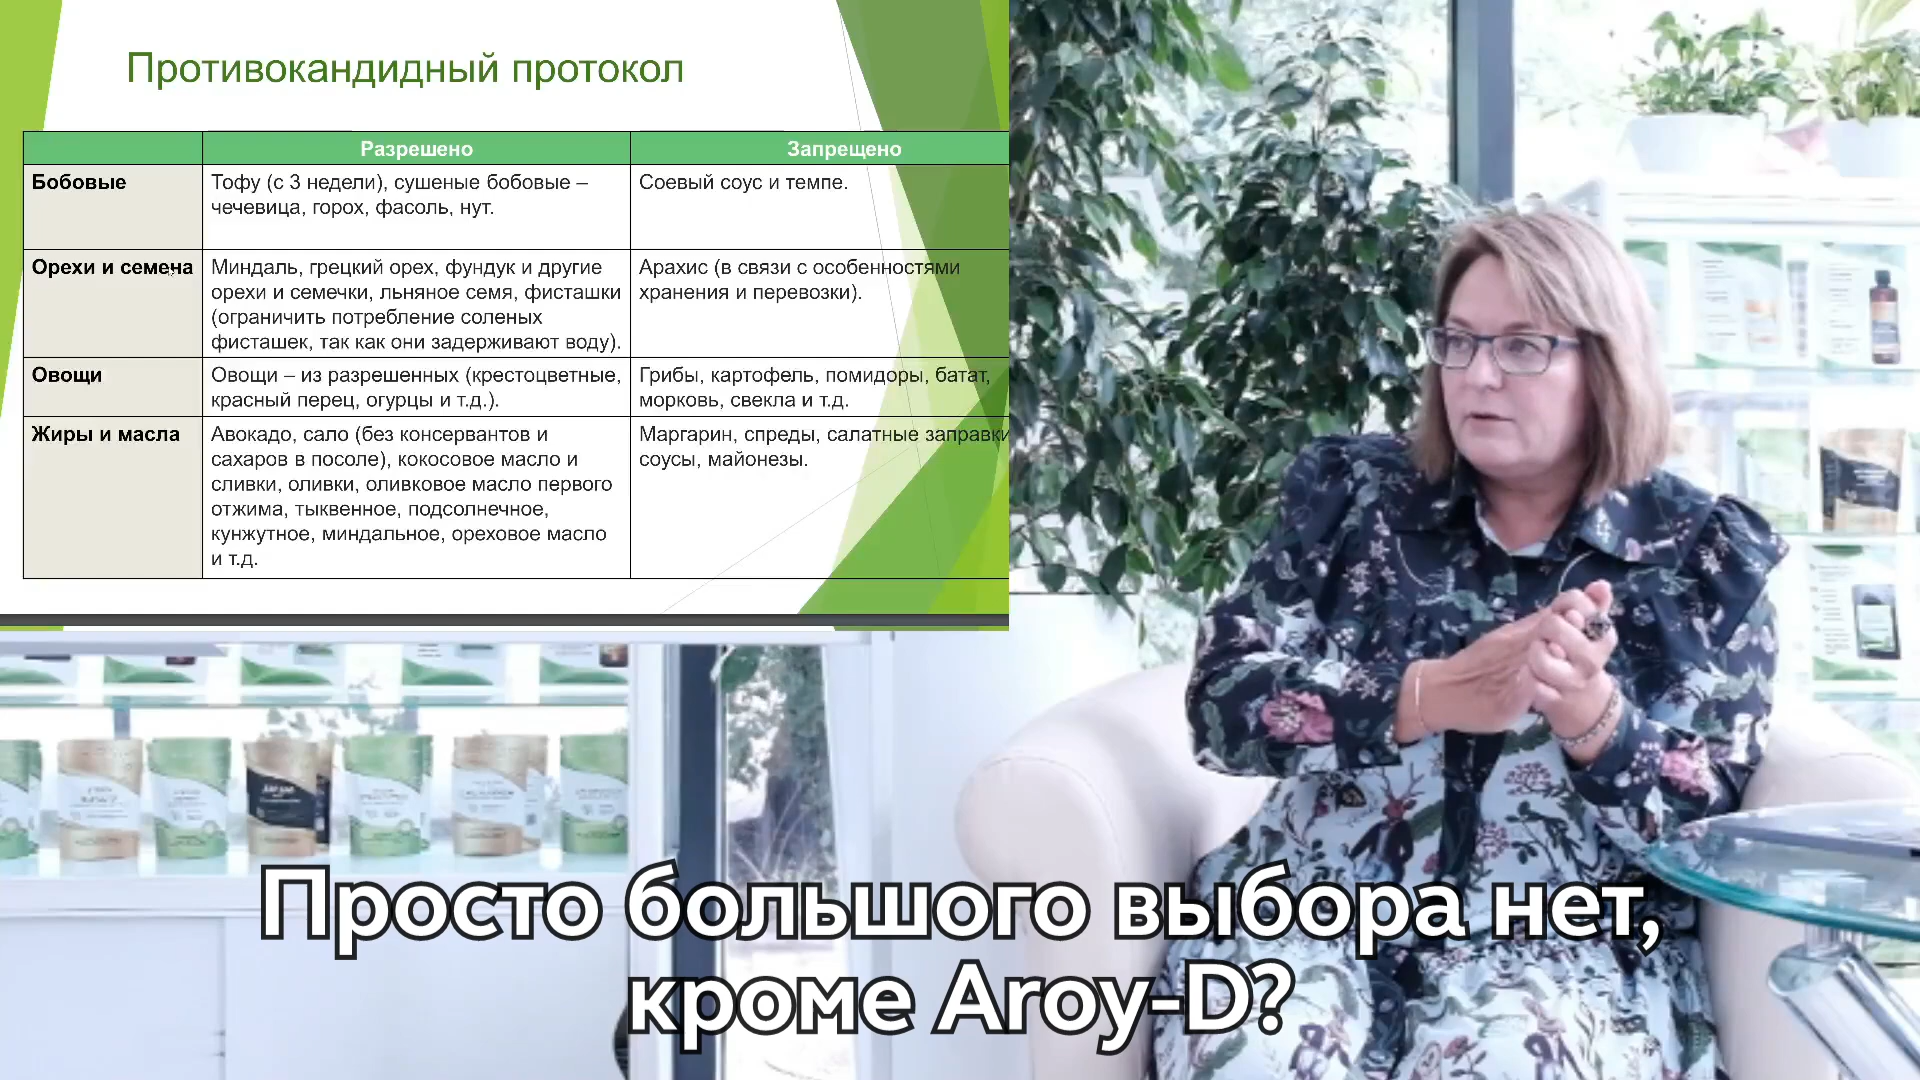 Противокандидный протокол
Разрешено
Запрещено
Бобовые
Тофу (с 3 недели), сушеные бобовые –
чечевица, горох, фасоль, нут.
Соевый соус и темпе.
Орехи и семена
Миндаль, грецкий орех, фундук и другие
орехи и семечки, льняное семя, фисташки
(ограничить потребление соленых
фисташек, так как они задерживают воду).
Арахис (в связи с особенностями
хранения и перевозки).
Овощи
Овощи – из разрешенных (крестоцветные,
красный перец, огурцы и т.д.).
Грибы, картофель, помидоры, батат,
морковь, свекла и т.д.
Жиры и масла
Авокадо, сало (без консервантов и
сахаров в посоле), кокосовое масло и
сливки, оливки, оливковое масло первого
отжима, тыквенное, подсолнечное,
кунжутное, миндальное, ореховое масло
и т.д.
Маргарин, спреды, салатные заправки
соусы, майонезы.
Просто большого выбора нет,
кроме Aroy-D?